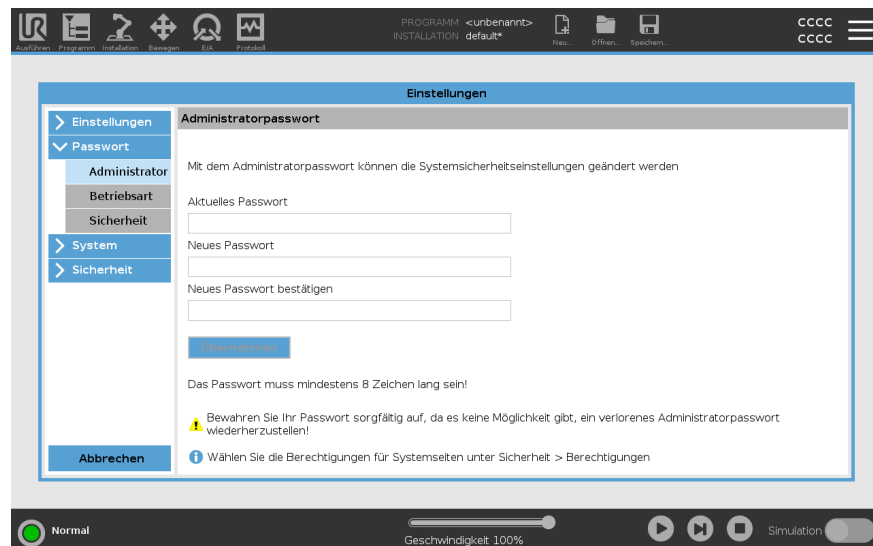 PROGRAMM <unbenannt>
INSTALLATION default*
Ausführen Programm Installation Bewegen E/A Protokoll
Neu... Öffnen... Speichern...
CCCC
CCCC
Einstellungen
Einstellungen
Passwort
Administrator
Betriebsart
Sicherheit
System
Sicherheit
Abbrechen
Administratorpasswort
Mit dem Administratorpasswort können die Systemsicherheitseinstellungen geändert werden
Aktuelles Passwort
Neues Passwort
Neues Passwort bestätigen
Übernehmen
Das Passwort muss mindestens 8 Zeichen lang sein!
Bewahren Sie Ihr Passwort sorgfältig auf, da es keine Möglichkeit gibt, ein verlorenes Administratorpasswort
wiederherzustellen!
Wählen Sie die Berechtigungen für Systemseiten unter Sicherheit > Berechtigungen
Normal
Geschwindigkeit 100%
Simulation